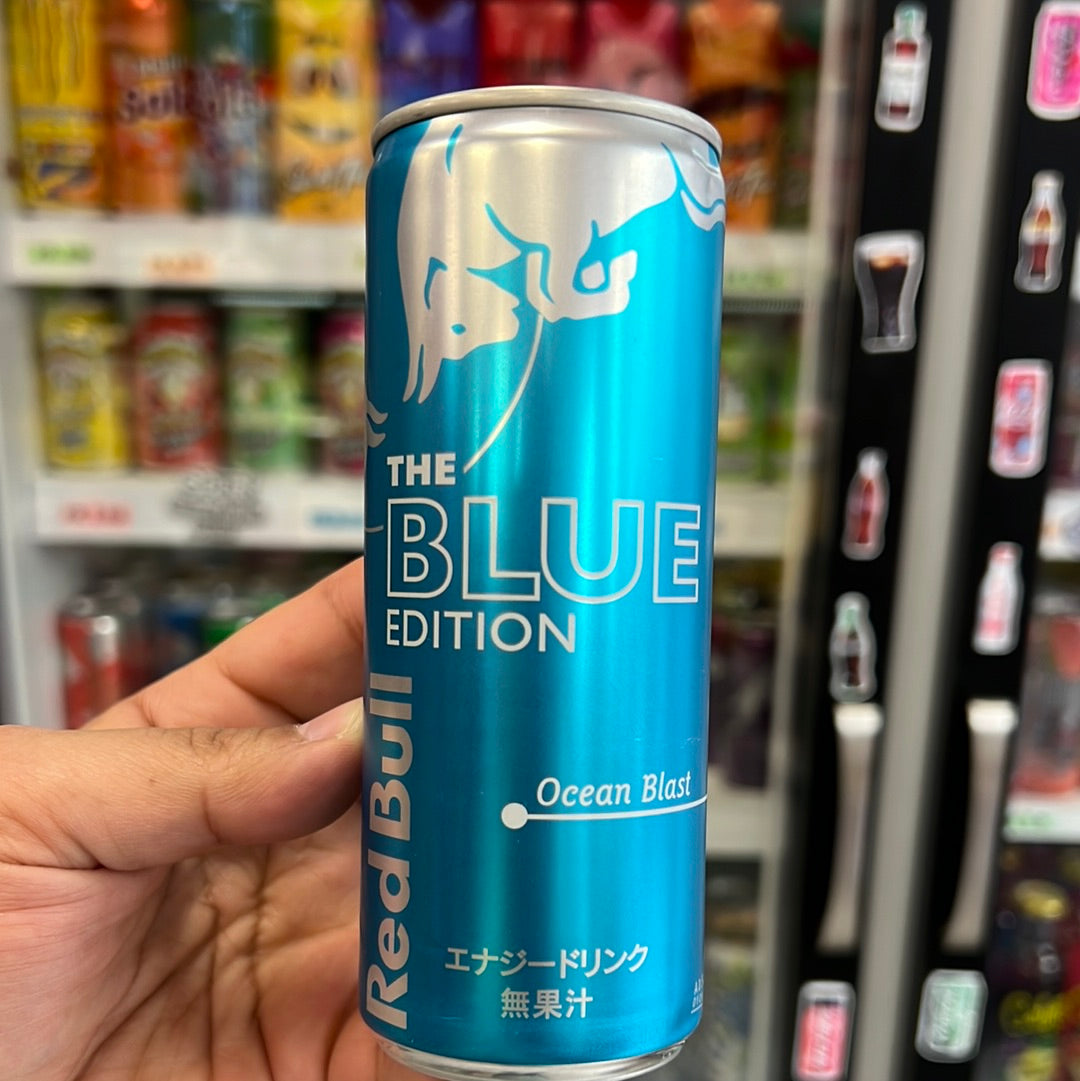 THE
BLUE
EDITION
Red Bull
Ocean Blast
エナジードリンク
無果汁